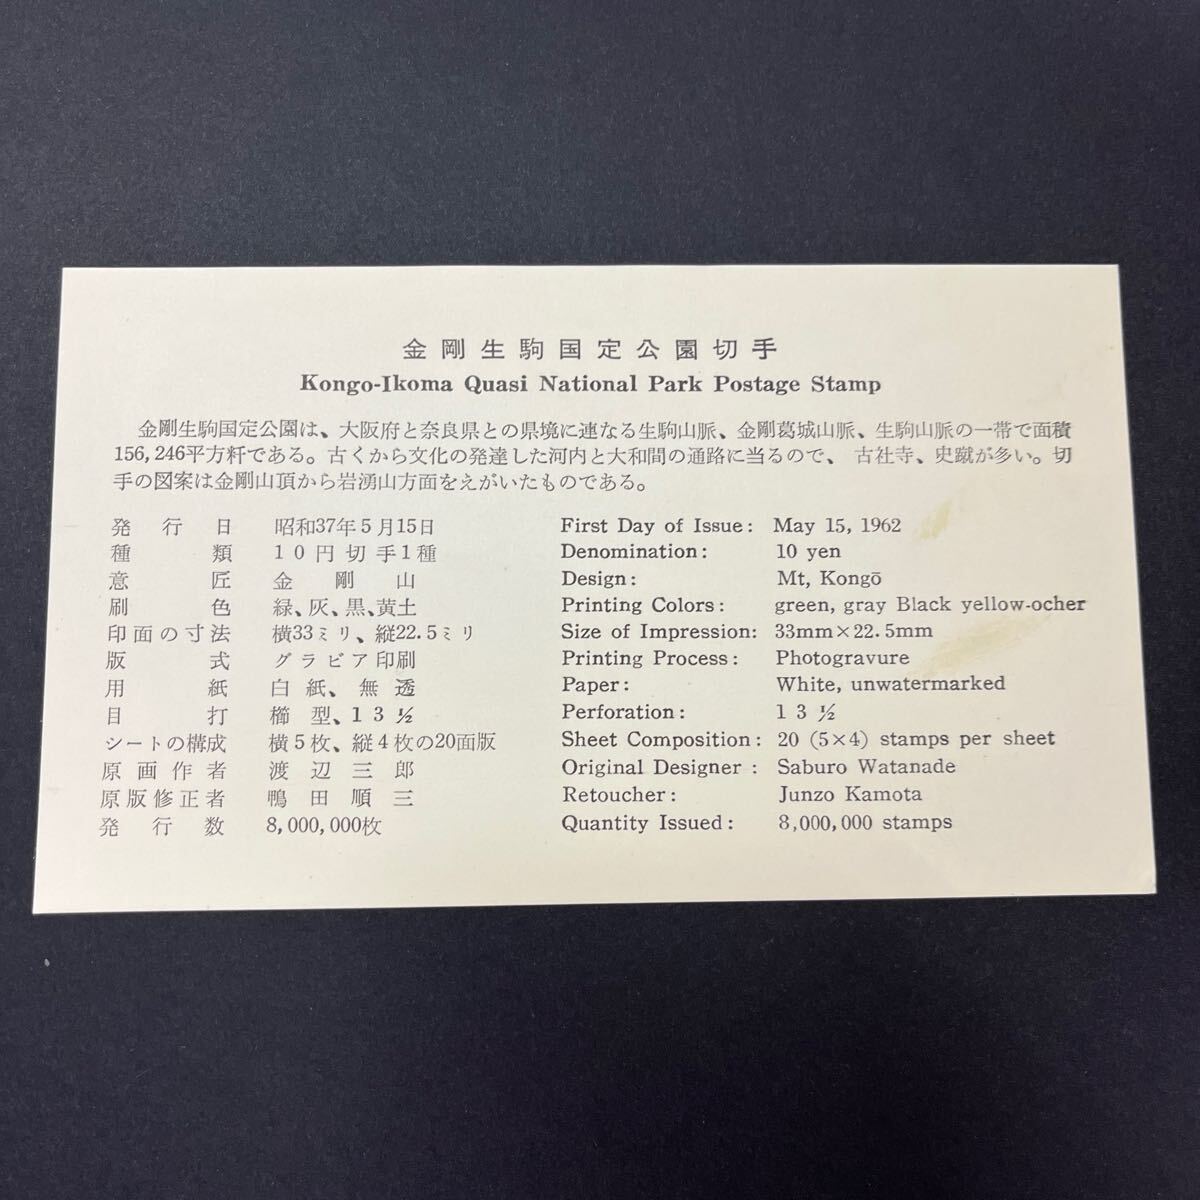 金剛生駒国定公園切手
Kongo-Ikoma Quasi National Park Postage Stamp
金剛生駒国定公園は、大阪府と奈良県との県境に連なる生駒山脈、金剛葛城山脈、生駒山脈の一帯で面積
156,246平方粁である。古くから文化の発達した河内と大和間の通路に当るので、古社寺、史蹴が多い。切
手の図案は金剛山頂から岩湧山方面をえがいたものである。
発行日 昭和37年5月15日 First Day of Issue: May 15, 1962
種類 10円切手1種 Denomination: 10 yen
意匠 金剛山 Design: Mt, Kongō
刷色 緑、灰、黒、黄土 Printing Colors: green, gray Black yellow-ocher
印面の寸法 横33ミリ、縦22.5ミリ Size of Impression: 33mm×22.5mm
版式 グラビア印刷 Printing Process: Photogravure
用紙 白紙、無透 Paper: White, unwatermarked
目打 櫛型、13½ Perforation: 13½
シートの構成 横5枚、縦4枚の20面版 Sheet Composition: 20 (5×4) stamps per sheet
原画作者 渡辺三郎 Original Designer: Saburo Watanade
原版修正者 鴨田順三 Retoucher: Junzo Kamota
発行数 8,000,000枚 Quantity Issued: 8,000,000 stamps